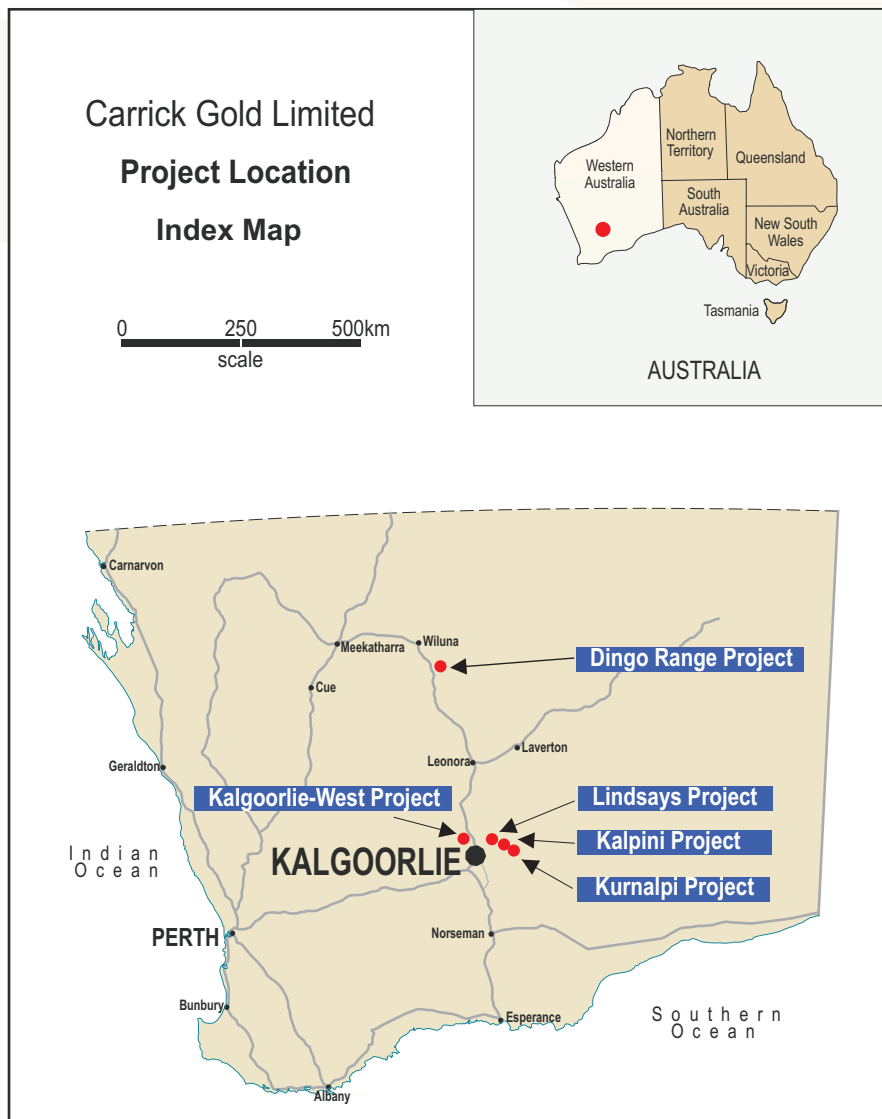 Carrick Gold Limited
Project Location
Index Map
0 250 500km
scale
Northern
Territory
Western
Australia
Queensland
South
Australia
New South
Wales
Victoria
Tasmania
AUSTRALIA
Carnarvon
Meekatharra
Wiluna
Dingo Range Project
Cue
Laverton
Leonora
Geraldton
Kalgoorlie-West Project
Lindsays Project
Kalpini Project
Kurnalpi Project
KALGOORLIE
Indian
Ocean
PERTH
Norseman
Bunbury
Esperance
Southern
Ocean
Albany